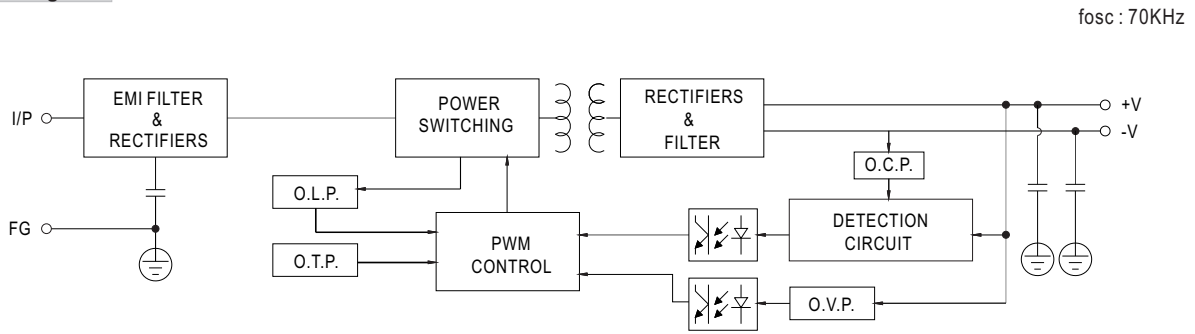 fosc : 70KHz
I/P
EMI FILTER
&
RECTIFIERS
POWER
SWITCHING
RECTIFIERS
&
FILTER
+V
-V
O.C.P.
O.L.P.
DETECTION
CIRCUIT
FG
PWM
CONTROL
O.T.P.
O.V.P.